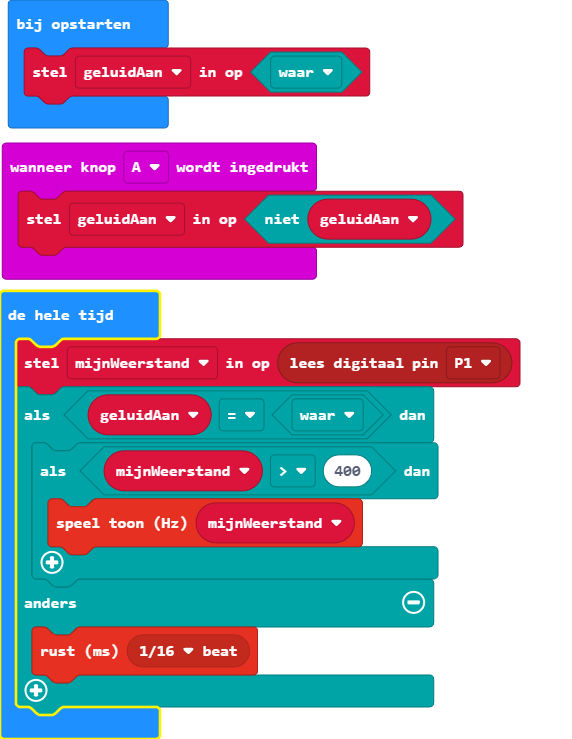 bij opstarten
stel geluidAan in op waar
wanneer knop A wordt ingedrukt
stel geluidAan in op niet geluidAan
de hele tijd
stel mijnWeerstand in op lees digitaal pin P1
als geluidAan = waar dan
als mijnWeerstand > 400 dan
speel toon (Hz) mijnWeerstand
anders
rust (ms) 1/16 beat